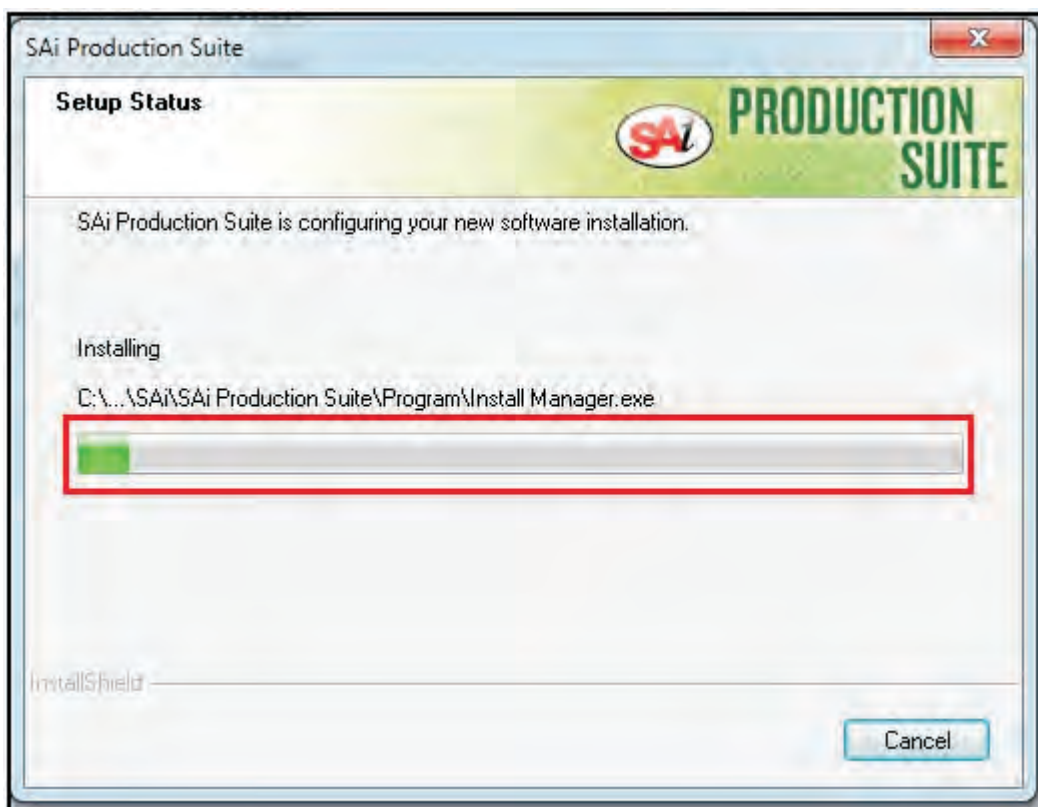 SAi Production Suite
Setup Status
SAi
PRODUCTION
SUITE
SAi Production Suite is configuring your new software installation.
Installing
C:\...\SAi\SAi Production Suite\Program\Install Manager.exe
InstallShield
Cancel